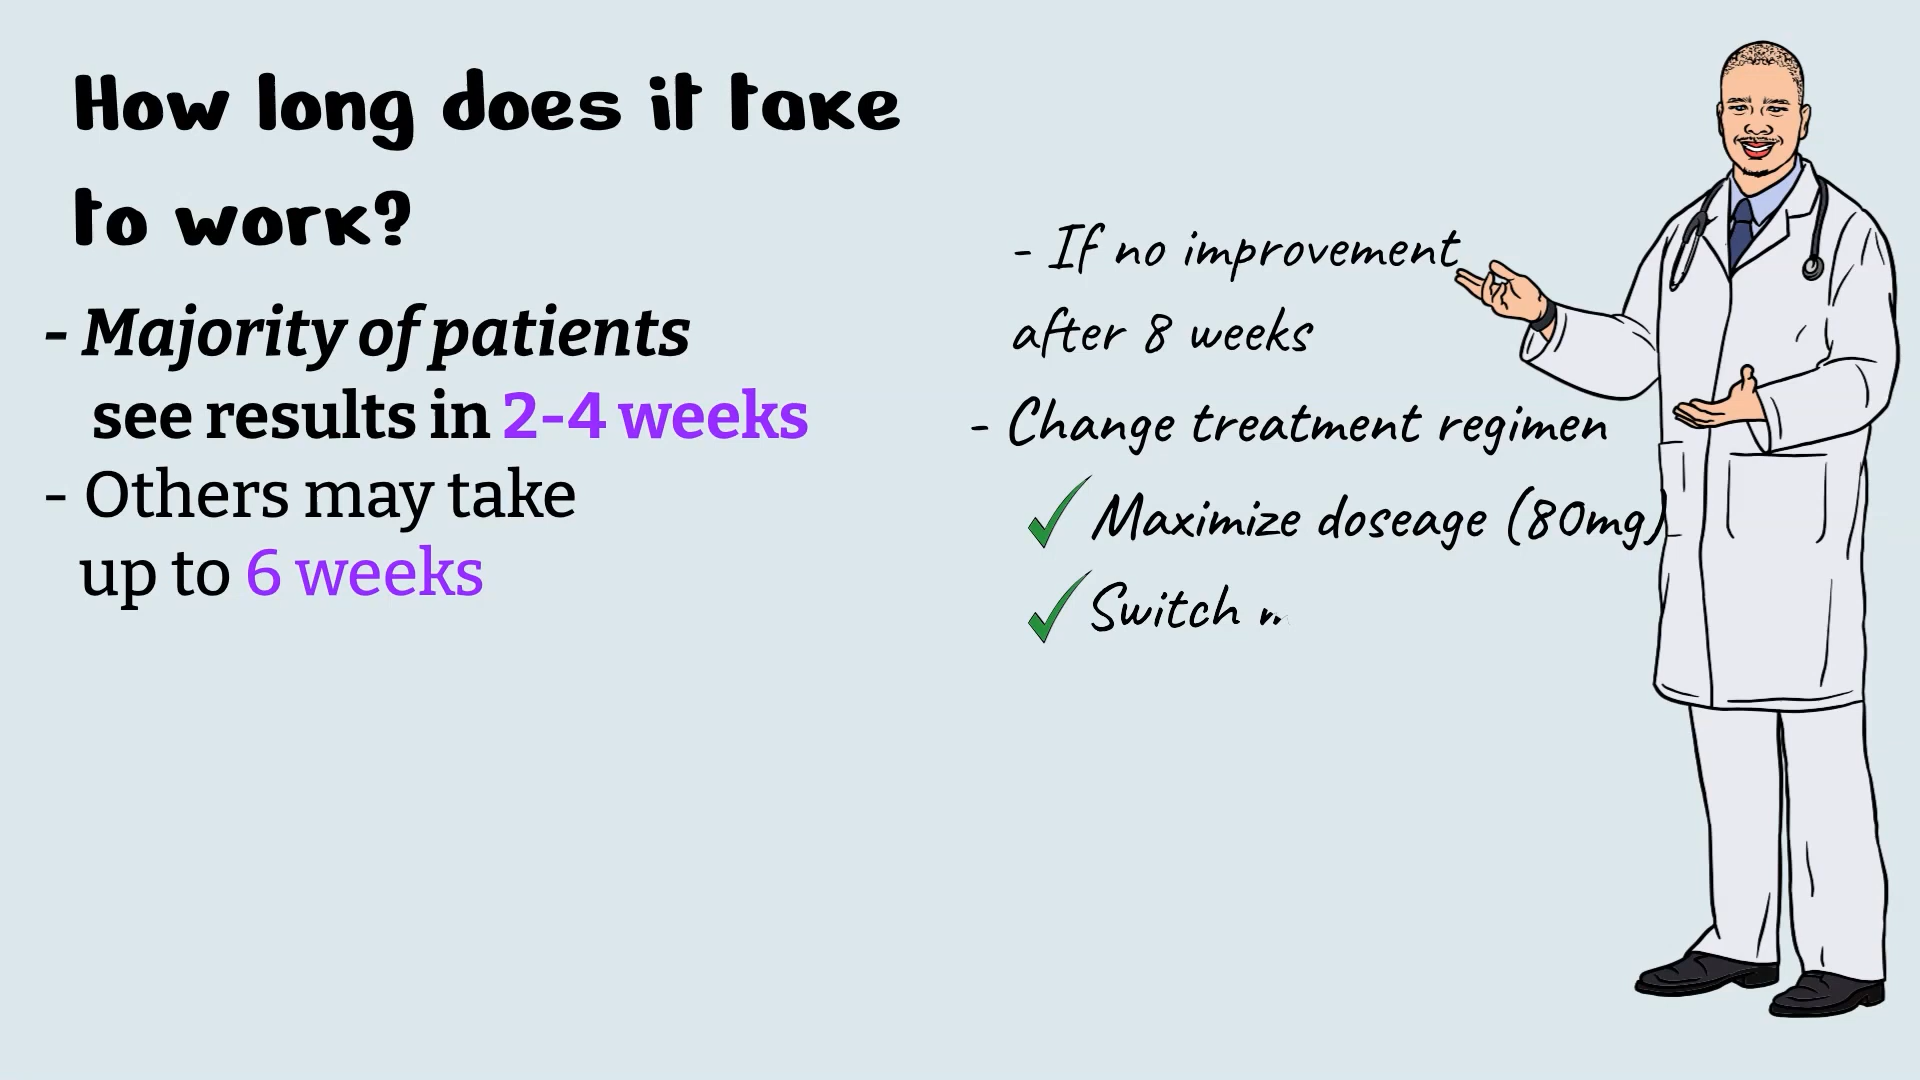 How long does it take
to work?
- Majority of patients
see results in 2-4 weeks
- Others may take
up to 6 weeks
- If no improvement
after 8 weeks
- Change treatment regimen
Maximize doseage (80mg)
Switch